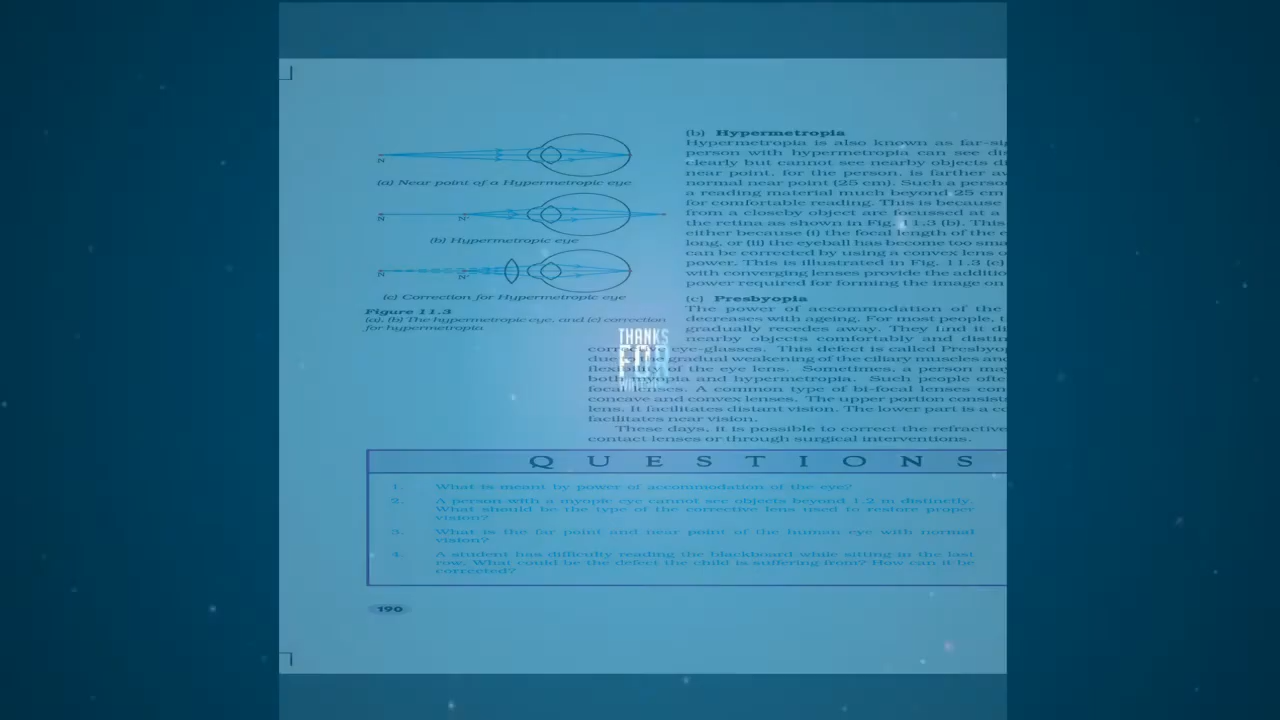 N
(a) Near point of a Hypermetropic eye
N N'
(b) Hypermetropic eye
N N'
(c) Correction for Hypermetropic eye
Figure 11.3
(a), (b) The hypermetropic eye, and (c) correction
for hypermetropia
(b) Hypermetropia
Hypermetropia is also known as far-sig
person with hypermetropia can see dis
clearly but cannot see nearby objects di
near point, for the person, is farther aw
normal near point (25 cm). Such a person
a reading material much beyond 25 cm
for comfortable reading. This is because
from a closeby object are focussed at a
the retina as shown in Fig. 11.3 (b). This
either because (i) the focal length of the e
long, or (ii) the eyeball has become too sma
can be corrected by using a convex lens o
power. This is illustrated in Fig. 11.3 (c)
with converging lenses provide the additio
power required for forming the image on
(c) Presbyopia
The power of accommodation of the
decreases with ageing. For most people, t
gradually recedes away. They find it di
nearby objects comfortably and distin
corrective eye-glasses. This defect is called Presbyop
due to the gradual weakening of the ciliary muscles and
flexibility of the eye lens. Sometimes, a person may
both myopia and hypermetropia. Such people ofte
focal lenses. A common type of bi-focal lenses con
concave and convex lenses. The upper portion consist
lens. It facilitates distant vision. The lower part is a co
facilitates near vision.
These days, it is possible to correct the refractive
contact lenses or through surgical interventions.
THANKS
FOR
QUESTIONS
1. What is meant by power of accommodation of the eye?
2. A person with a myopic eye cannot see objects beyond 1.2 m distinctly.
What should be the type of the corrective lens used to restore proper
vision?
3. What is the far point and near point of the human eye with normal
vision?
4. A student has difficulty reading the blackboard while sitting in the last
row. What could be the defect the child is suffering from? How can it be
corrected?
190